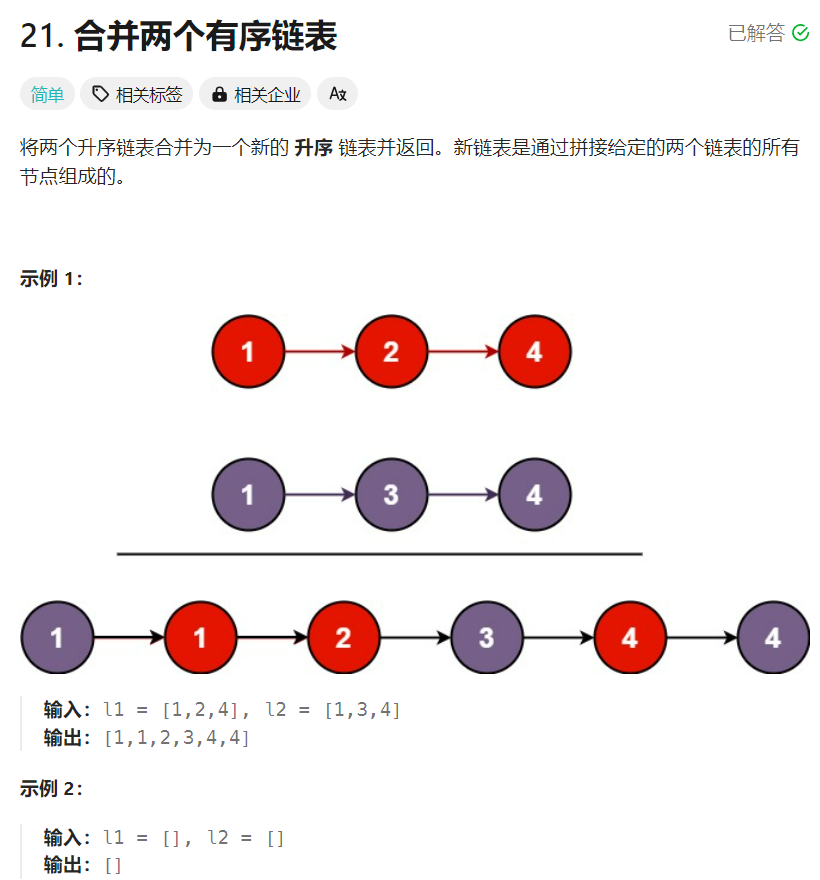 21. 合并两个有序链表
已解答
简单 相关标签 相关企业 Aあ
将两个升序链表合并为一个新的 升序 链表并返回。新链表是通过拼接给定的两个链表的所有
节点组成的。
示例 1：
1 2 4
1 3 4
1 1 2 3 4 4
输入：l1 = [1,2,4], l2 = [1,3,4]
输出：[1,1,2,3,4,4]
示例 2：
输入：l1 = [], l2 = []
输出：[]